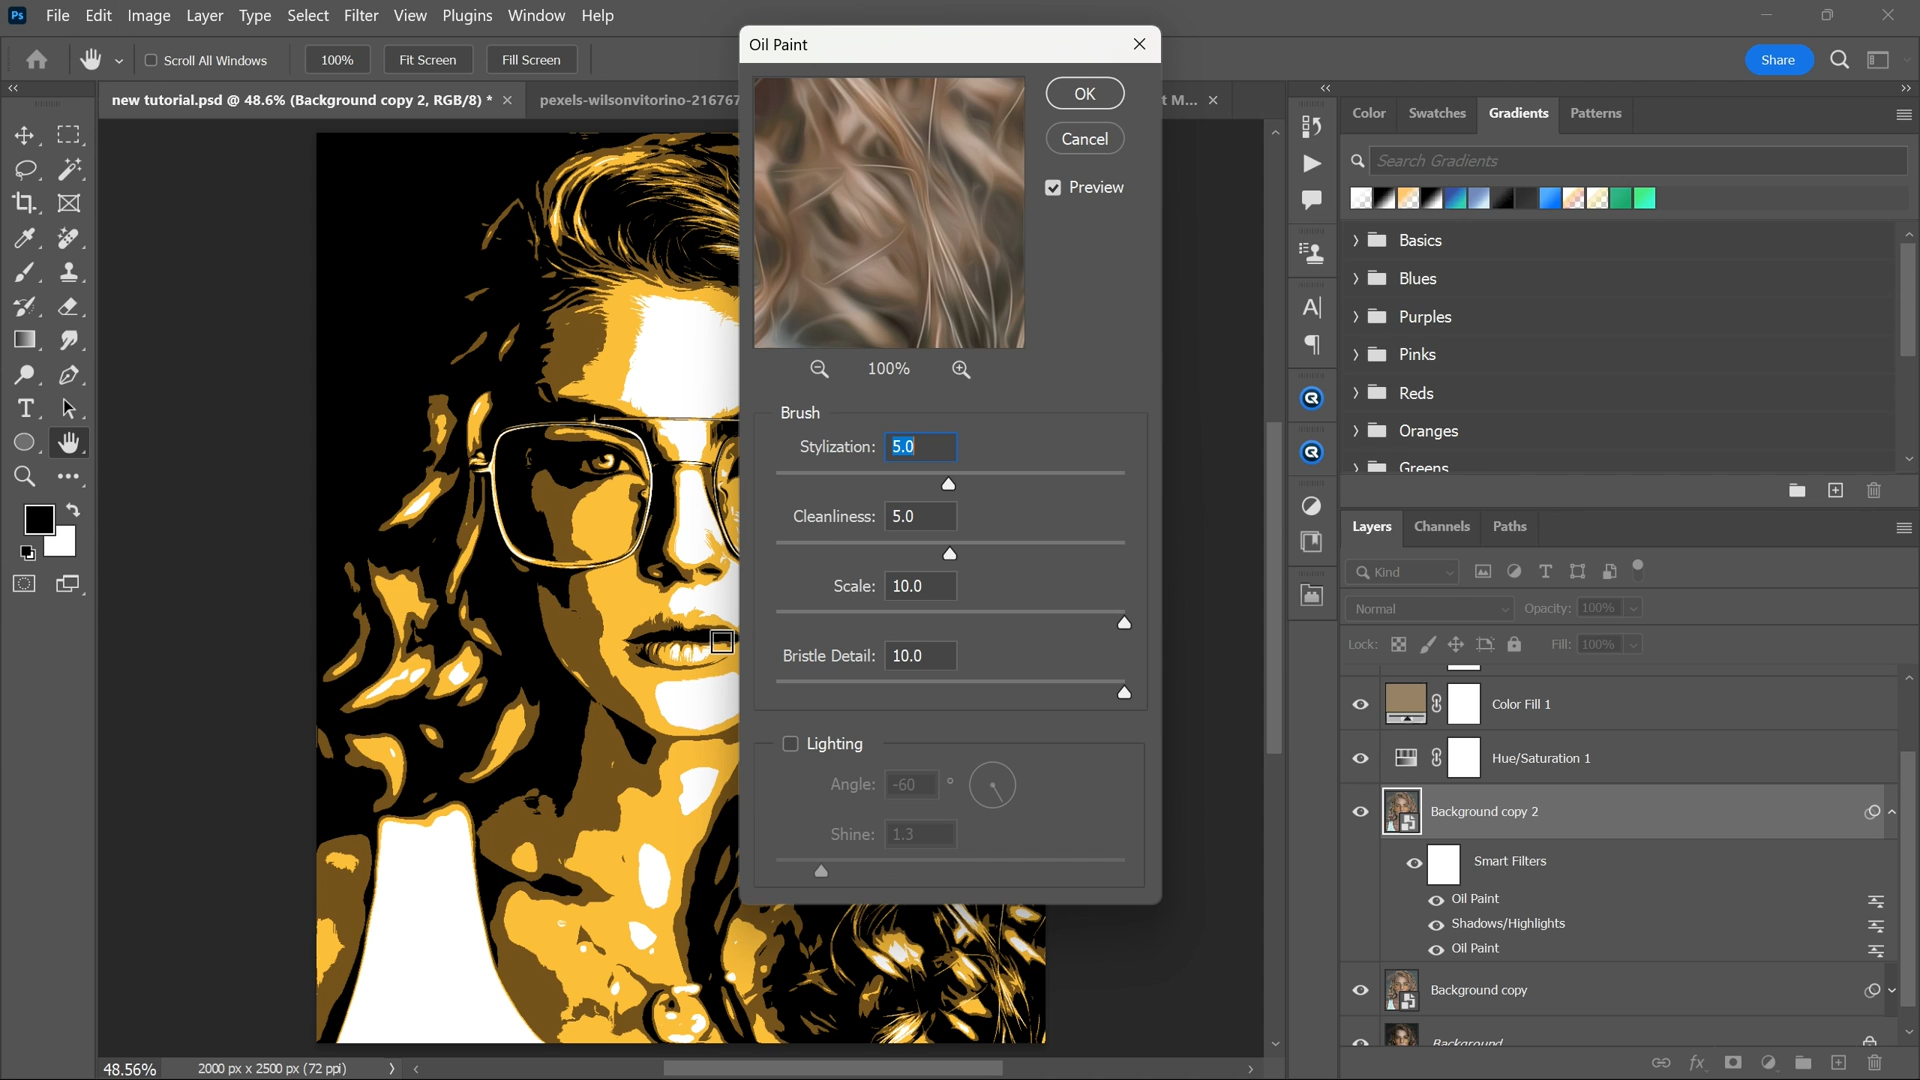 Ps File Edit Image Layer Type Select Filter View Plugins Window Help
Scroll All Windows 100% Fit Screen Fill Screen Share
new tutorial.psd @ 48.6% (Background copy 2, RGB/8) *
pexels-wilsonvitorino-216767
t M...
Oil Paint
OK
Cancel
Preview
100%
Brush
Stylization: 5.0
Cleanliness: 5.0
Scale: 10.0
Bristle Detail: 10.0
Lighting
Angle: -60 °
Shine: 1.3
Color Swatches Gradients Patterns
Search Gradients
Basics
Blues
Purples
Pinks
Reds
Oranges
Greens
Layers Channels Paths
Kind
Normal Opacity: 100%
Lock: Fill: 100%
Color Fill 1
Hue/Saturation 1
Background copy 2
Smart Filters
Oil Paint
Shadows/Highlights
Oil Paint
Background copy
Background
48.56% 2000 px x 2500 px (72 ppi)